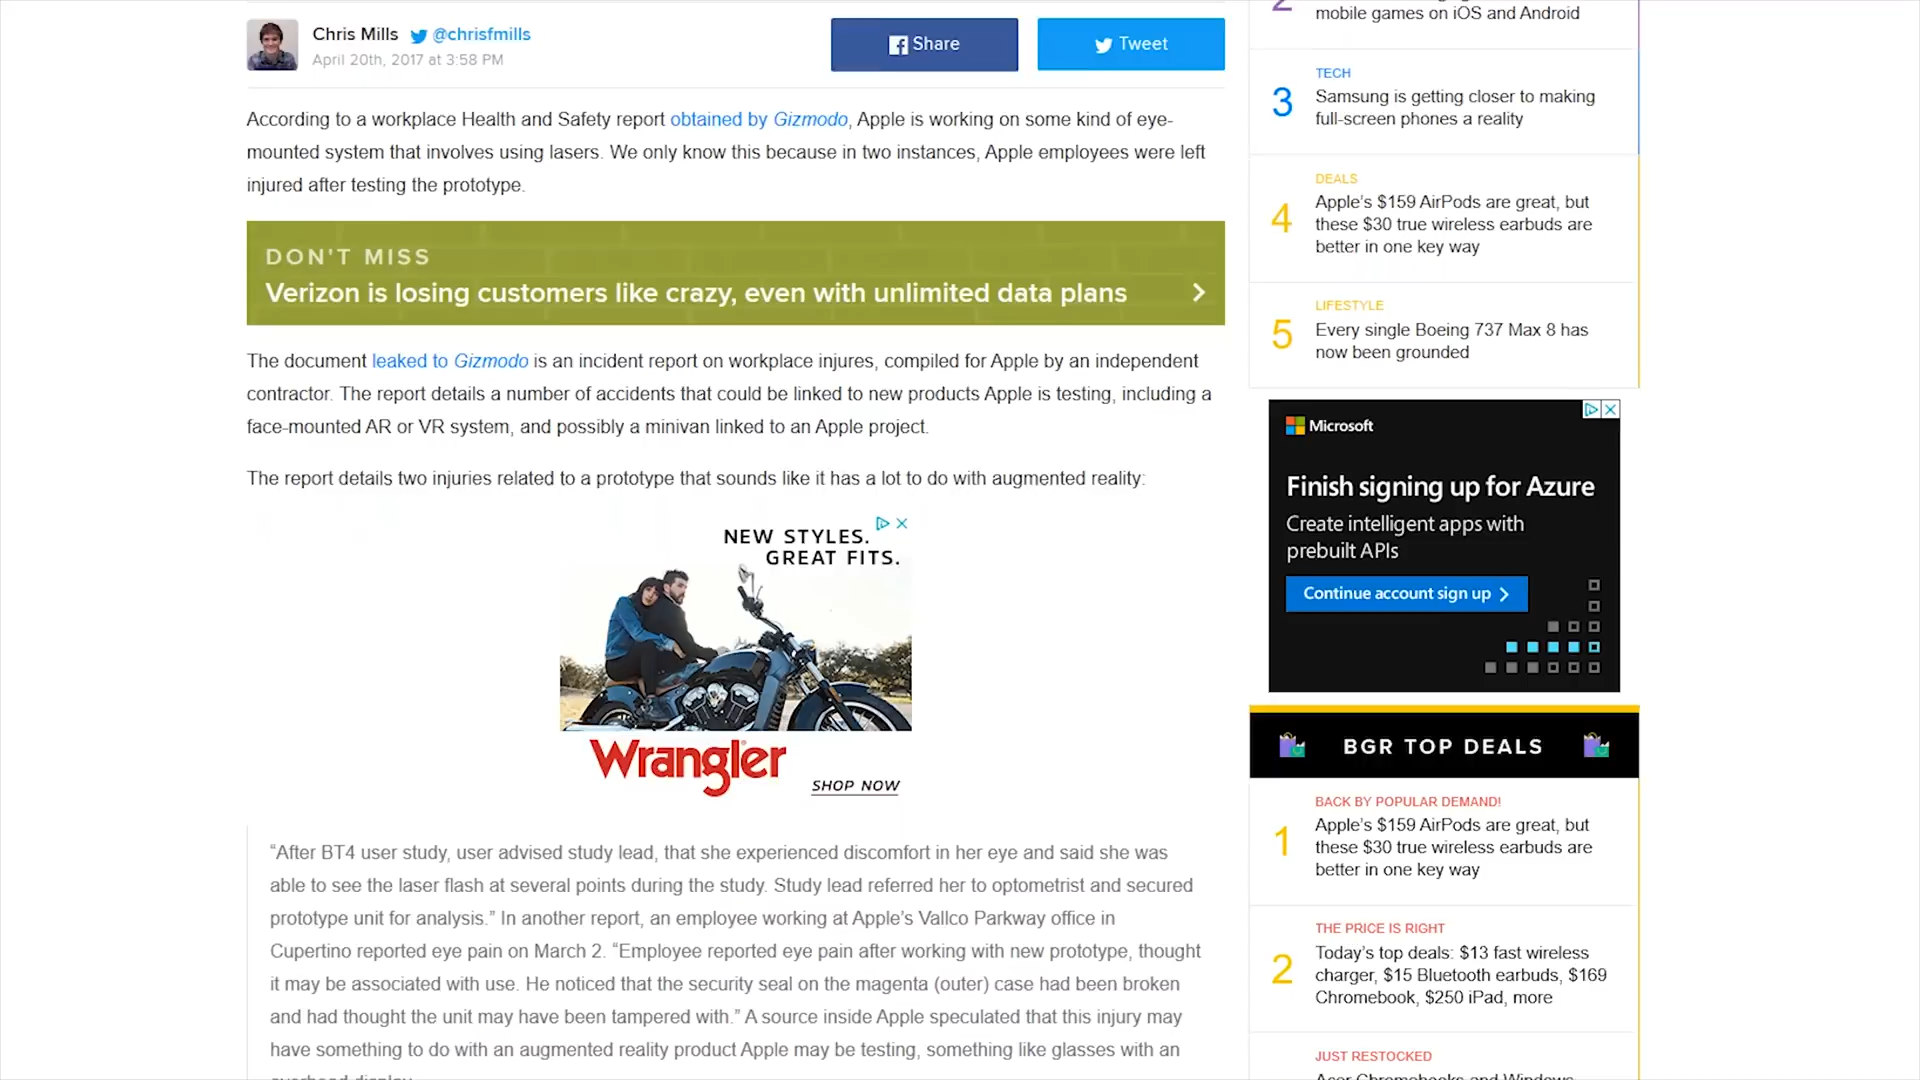 Chris Mills @chrisfmills
April 20th, 2017 at 3:58 PM
Share
Tweet
According to a workplace Health and Safety report obtained by Gizmodo, Apple is working on some kind of eye-
mounted system that involves using lasers. We only know this because in two instances, Apple employees were left
injured after testing the prototype.
DON'T MISS
Verizon is losing customers like crazy, even with unlimited data plans
The document leaked to Gizmodo is an incident report on workplace injures, compiled for Apple by an independent
contractor. The report details a number of accidents that could be linked to new products Apple is testing, including a
face-mounted AR or VR system, and possibly a minivan linked to an Apple project.
The report details two injuries related to a prototype that sounds like it has a lot to do with augmented reality:
NEW STYLES.
GREAT FITS.
Wrangler
SHOP NOW
“After BT4 user study, user advised study lead, that she experienced discomfort in her eye and said she was
able to see the laser flash at several points during the study. Study lead referred her to optometrist and secured
prototype unit for analysis.” In another report, an employee working at Apple’s Vallco Parkway office in
Cupertino reported eye pain on March 2. “Employee reported eye pain after working with new prototype, thought
it may be associated with use. He noticed that the security seal on the magenta (outer) case had been broken
and had thought the unit may have been tampered with.” A source inside Apple speculated that this injury may
have something to do with an augmented reality product Apple may be testing, something like glasses with an
overhead display.
2
mobile games on iOS and Android
TECH
3
Samsung is getting closer to making
full-screen phones a reality
DEALS
4
Apple’s $159 AirPods are great, but
these $30 true wireless earbuds are
better in one key way
LIFESTYLE
5
Every single Boeing 737 Max 8 has
now been grounded
Microsoft
Finish signing up for Azure
Create intelligent apps with
prebuilt APIs
Continue account sign up
BGR TOP DEALS
BACK BY POPULAR DEMAND!
1
Apple’s $159 AirPods are great, but
these $30 true wireless earbuds are
better in one key way
THE PRICE IS RIGHT
2
Today’s top deals: $13 fast wireless
charger, $15 Bluetooth earbuds, $169
Chromebook, $250 iPad, more
JUST RESTOCKED
Acer Chromebooks and Windows